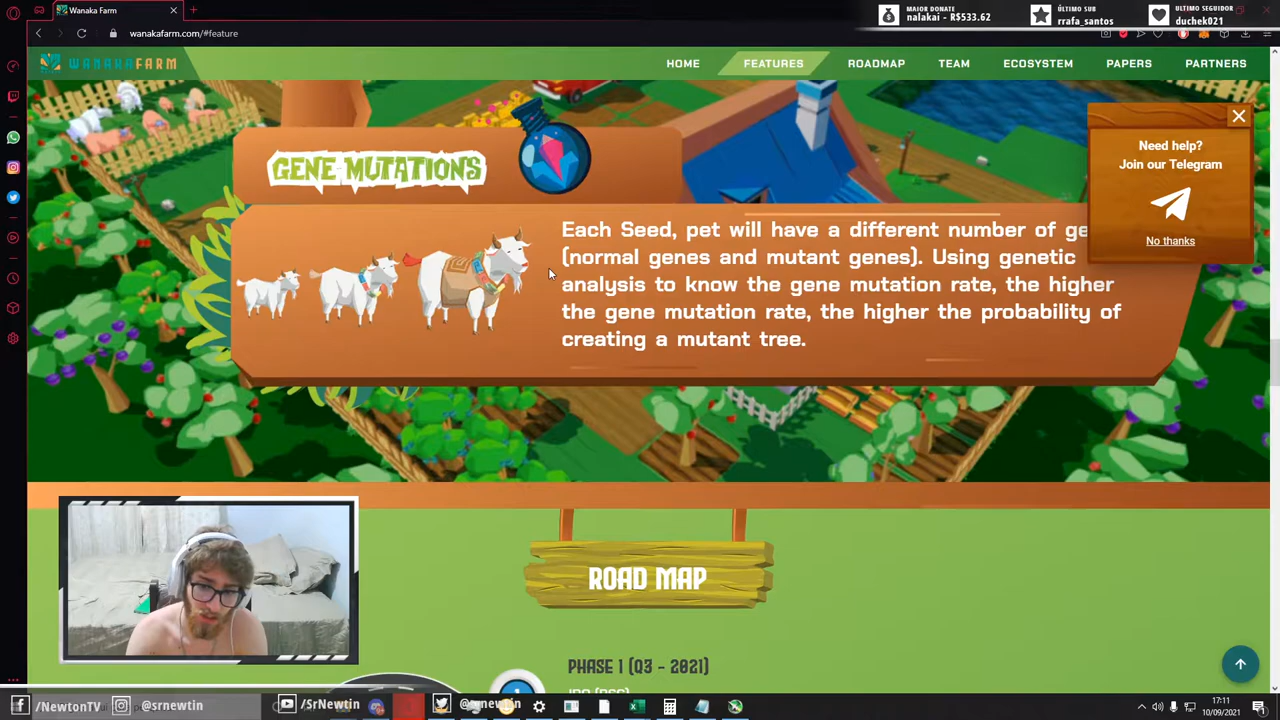 Wanaka Farm
MAIOR DONATE
nalakai - R$533.62
ÚLTIMO SUB
rrafa_santos
ULTIMO SEGUIDOR
duchek021
wanakafarm.com/#feature
WANAKAFARM
HOME
FEATURES
ROADMAP
TEAM
ECOSYSTEM
PAPERS
PARTNERS
GENE MUTATIONS
Each Seed, pet will have a different number of ge
(normal genes and mutant genes). Using genetic
analysis to know the gene mutation rate, the higher
the gene mutation rate, the higher the probability of
creating a mutant tree.
Need help?
Join our Telegram
No thanks
ROAD MAP
PHASE 1 (Q3 - 2021)
/NewtonTV
@srnewtin
/SrNewtin
@srnewtin
17:11
10/09/2021